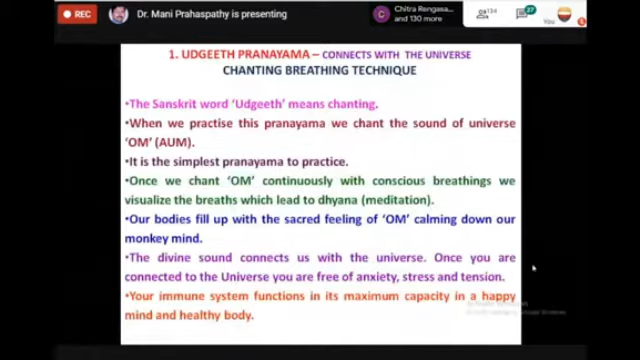 REC
Dr. Mani Prahaspathy is presenting
C
Chitra Rengasa...
and 130 more
134
27
You
1. UDGEETH PRANAYAMA – CONNECTS WITH THE UNIVERSE
CHANTING BREATHING TECHNIQUE
•The Sanskrit word ‘Udgeeth’ means chanting.
•When we practise this pranayama we chant the sound of universe
‘OM’ (AUM).
•It is the simplest pranayama to practice.
•Once we chant ‘OM’ continuously with conscious breathings we
visualize the breaths which lead to dhyana (meditation).
•Our bodies fill up with the sacred feeling of ‘OM’ calming down our
monkey mind.
•The divine sound connects us with the universe. Once you are
connected to the Universe you are free of anxiety, stress and tension.
•Your immune system functions in its maximum capacity in a happy
mind and healthy body.